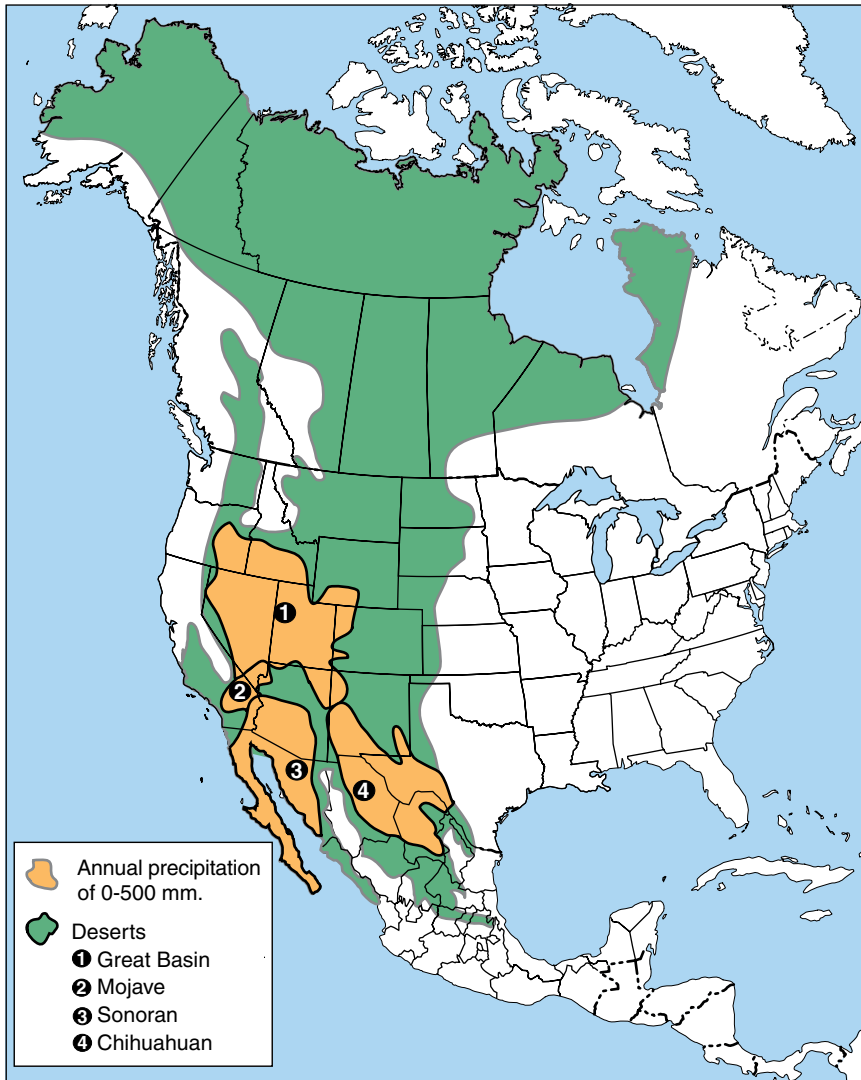 1
2
3
4
Annual precipitation
of 0-500 mm.
Deserts
1 Great Basin
2 Mojave
3 Sonoran
4 Chihuahuan